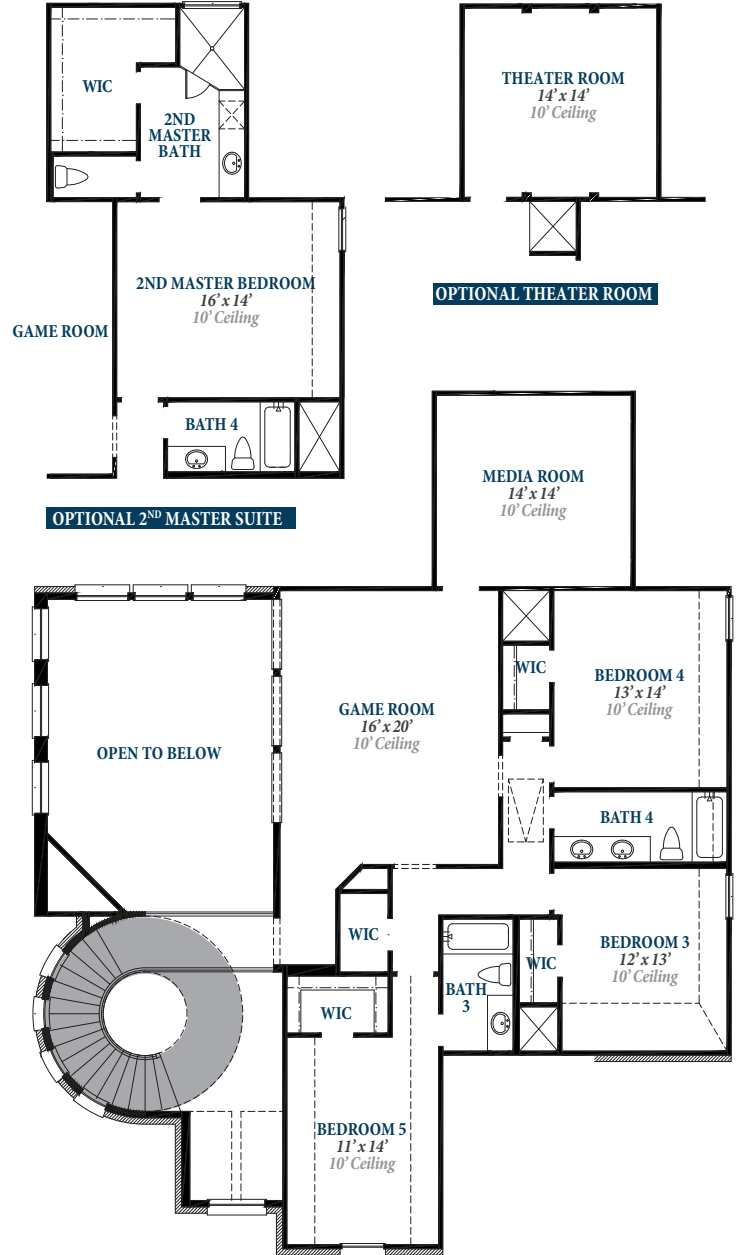 WIC
2ND
MASTER
BATH
2ND MASTER BEDROOM
16’ x 14’
10’ Ceiling
GAME ROOM
BATH 4
OPTIONAL 2ND MASTER SUITE
THEATER ROOM
14’ x 14’
10’ Ceiling
OPTIONAL THEATER ROOM
MEDIA ROOM
14’ x 14’
10’ Ceiling
WIC
BEDROOM 4
13’ x 14’
10’ Ceiling
GAME ROOM
16’ x 20’
10’ Ceiling
OPEN TO BELOW
BATH 4
WIC
BEDROOM 3
12’ x 13’
10’ Ceiling
WIC
BATH
3
WIC
BEDROOM 5
11’ x 14’
10’ Ceiling